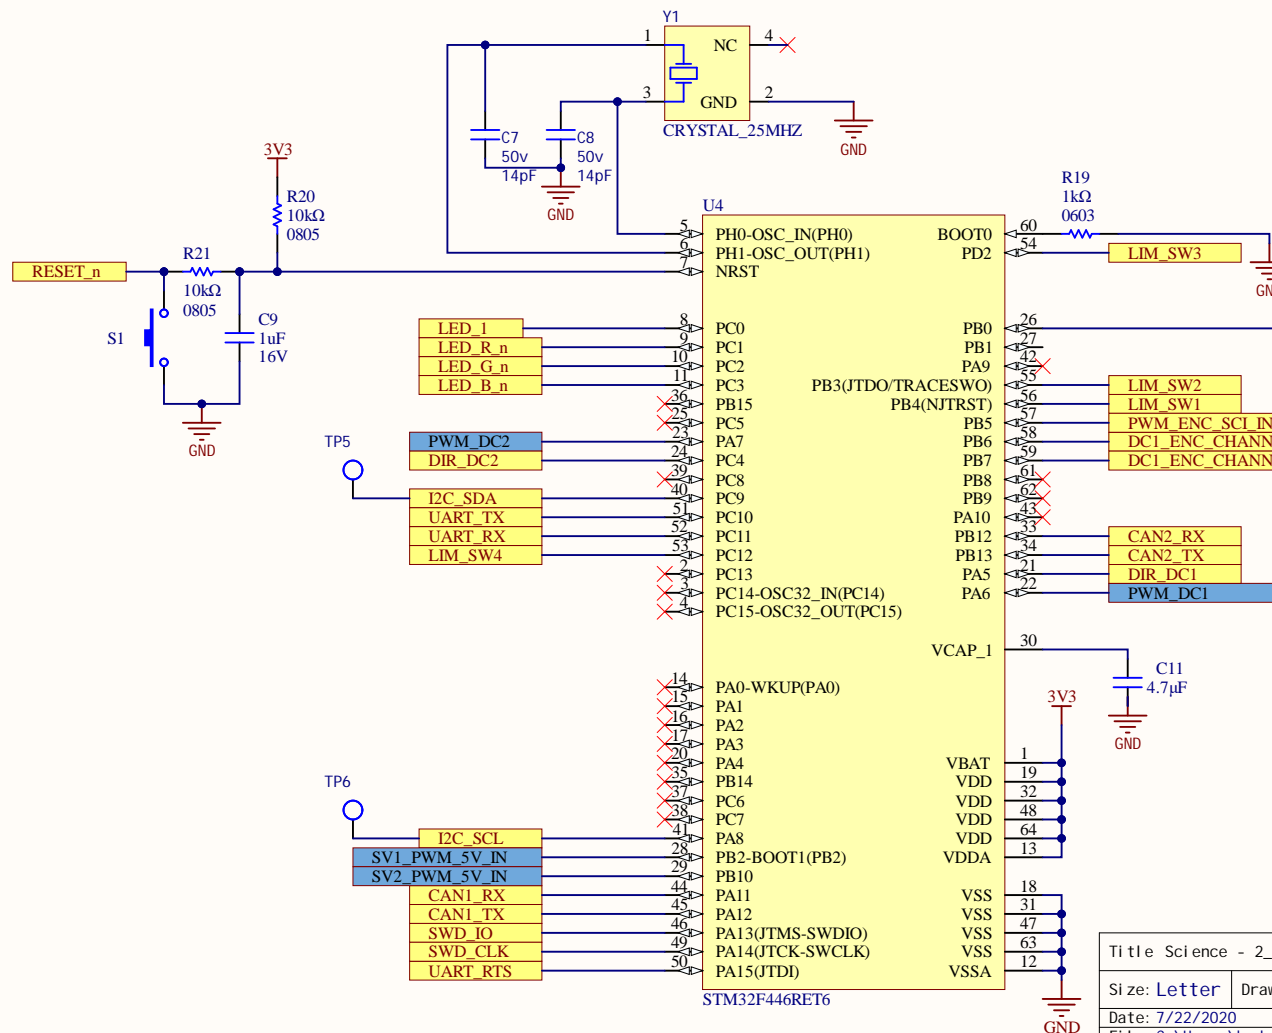 Y1
1 NC 4
3 GND 2
CRYSTAL_25MHZ
GND
C7
50v
14pF
C8
50v
14pF
GND
3V3
R20
10kΩ
0805
RESET_n
R21
10kΩ
0805
S1
C9
1uF
16V
GND
R19
1kΩ
0603
U4
5 PH0-OSC_IN(PH0)
6 PH1-OSC_OUT(PH1)
7 NRST
LED_1 8 PC0
LED_R_n 9 PC1
LED_G_n 10 PC2
LED_B_n 11 PC3
36 PB15
25 PC5
PWM_DC2 23 PA7
DIR_DC2 24 PC4
39 PC8
TP5
I2C_SDA 40 PC9
UART_TX 51 PC10
UART_RX 52 PC11
LIM_SW4 53 PC12
2 PC13
3 PC14-OSC32_IN(PC14)
4 PC15-OSC32_OUT(PC15)
14 PA0-WKUP(PA0)
15 PA1
16 PA2
17 PA3
20 PA4
35 PB14
37 PC6
38 PC7
TP6
I2C_SCL 41 PA8
SV1_PWM_5V_IN 28 PB2-BOOT1(PB2)
SV2_PWM_5V_IN 29 PB10
CAN1_RX 44 PA11
CAN1_TX 45 PA12
SWD_IO 46 PA13(JTMS-SWDIO)
SWD_CLK 49 PA14(JTCK-SWCLK)
UART_RTS 50 PA15(JTDI)
STM32F446RET6
BOOT0 60
PD2 54 LIM_SW3
PB0 26
PB1 27
PA9 42
PB3(JTDO/TRACESWO) 55 LIM_SW2
PB4(NJTRST) 56 LIM_SW1
PB5 57 PWM_ENC_SCI_IN
PB6 58 DC1_ENC_CHANN
PB7 59 DC1_ENC_CHANN
PB8 61
PB9 62
PA10 43
PB12 33 CAN2_RX
PB13 34 CAN2_TX
PA5 21 DIR_DC1
PA6 22 PWM_DC1
VCAP_1 30
C11
4.7µF
GND
3V3
VBAT 1
VDD 19
VDD 32
VDD 48
VDD 64
VDDA 13
VSS 18
VSS 31
VSS 47
VSS 63
VSSA 12
GND
Title Science - 2_
Size: Letter Draw
Date: 7/22/2020